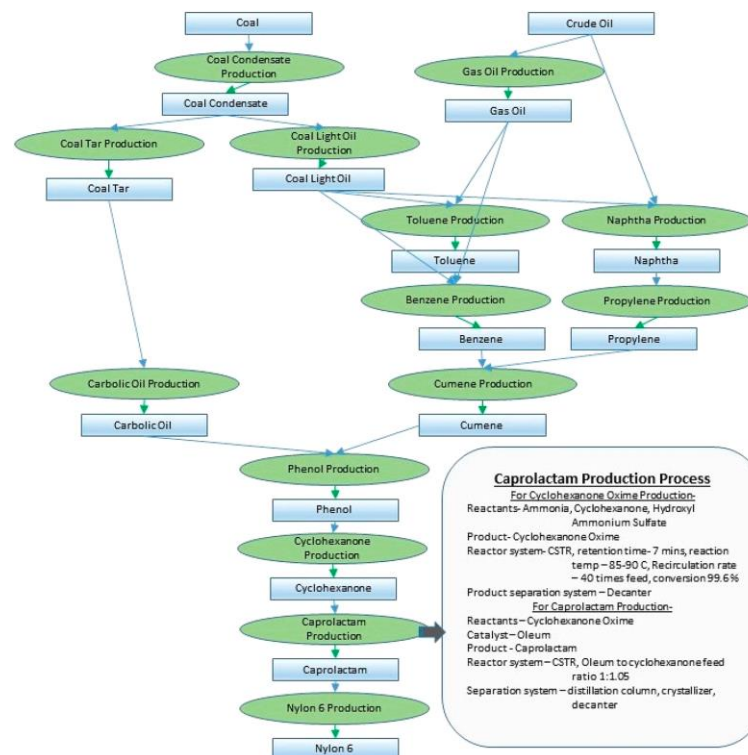 Coal
Crude Oil
Coal Condensate
Production
Gas Oil Production
Coal Condensate
Gas Oil
Coal Tar Production
Coal Light Oil
Production
Coal Tar
Coal Light Oil
Toluene Production
Naphtha Production
Toluene
Naphtha
Benzene Production
Propylene Production
Benzene
Propylene
Carbolic Oil Production
Cumene Production
Carbolic Oil
Cumene
Phenol Production
Phenol
Cyclohexanone
Production
Cyclohexanone
Caprolactam
Production
Caprolactam
Nylon 6 Production
Nylon 6
Caprolactam Production Process
For Cyclohexanone Oxime Production-
Reactants- Ammonia, Cyclohexanone, Hydroxyl
Ammonium Sulfate
Product- Cyclohexanone Oxime
Reactor system- CSTR, retention time- 7 mins, reaction
temp – 85-90 C, Recirculation rate
– 40 times feed, conversion 99.6%
Product separation system – Decanter
For Caprolactam Production-
Reactants – Cyclohexanone Oxime
Catalyst – Oleum
Product - Caprolactam
Reactor system – CSTR, Oleum to cyclohexanone feed
ratio 1:1.05
Separation system – distillation column, crystallizer,
decanter